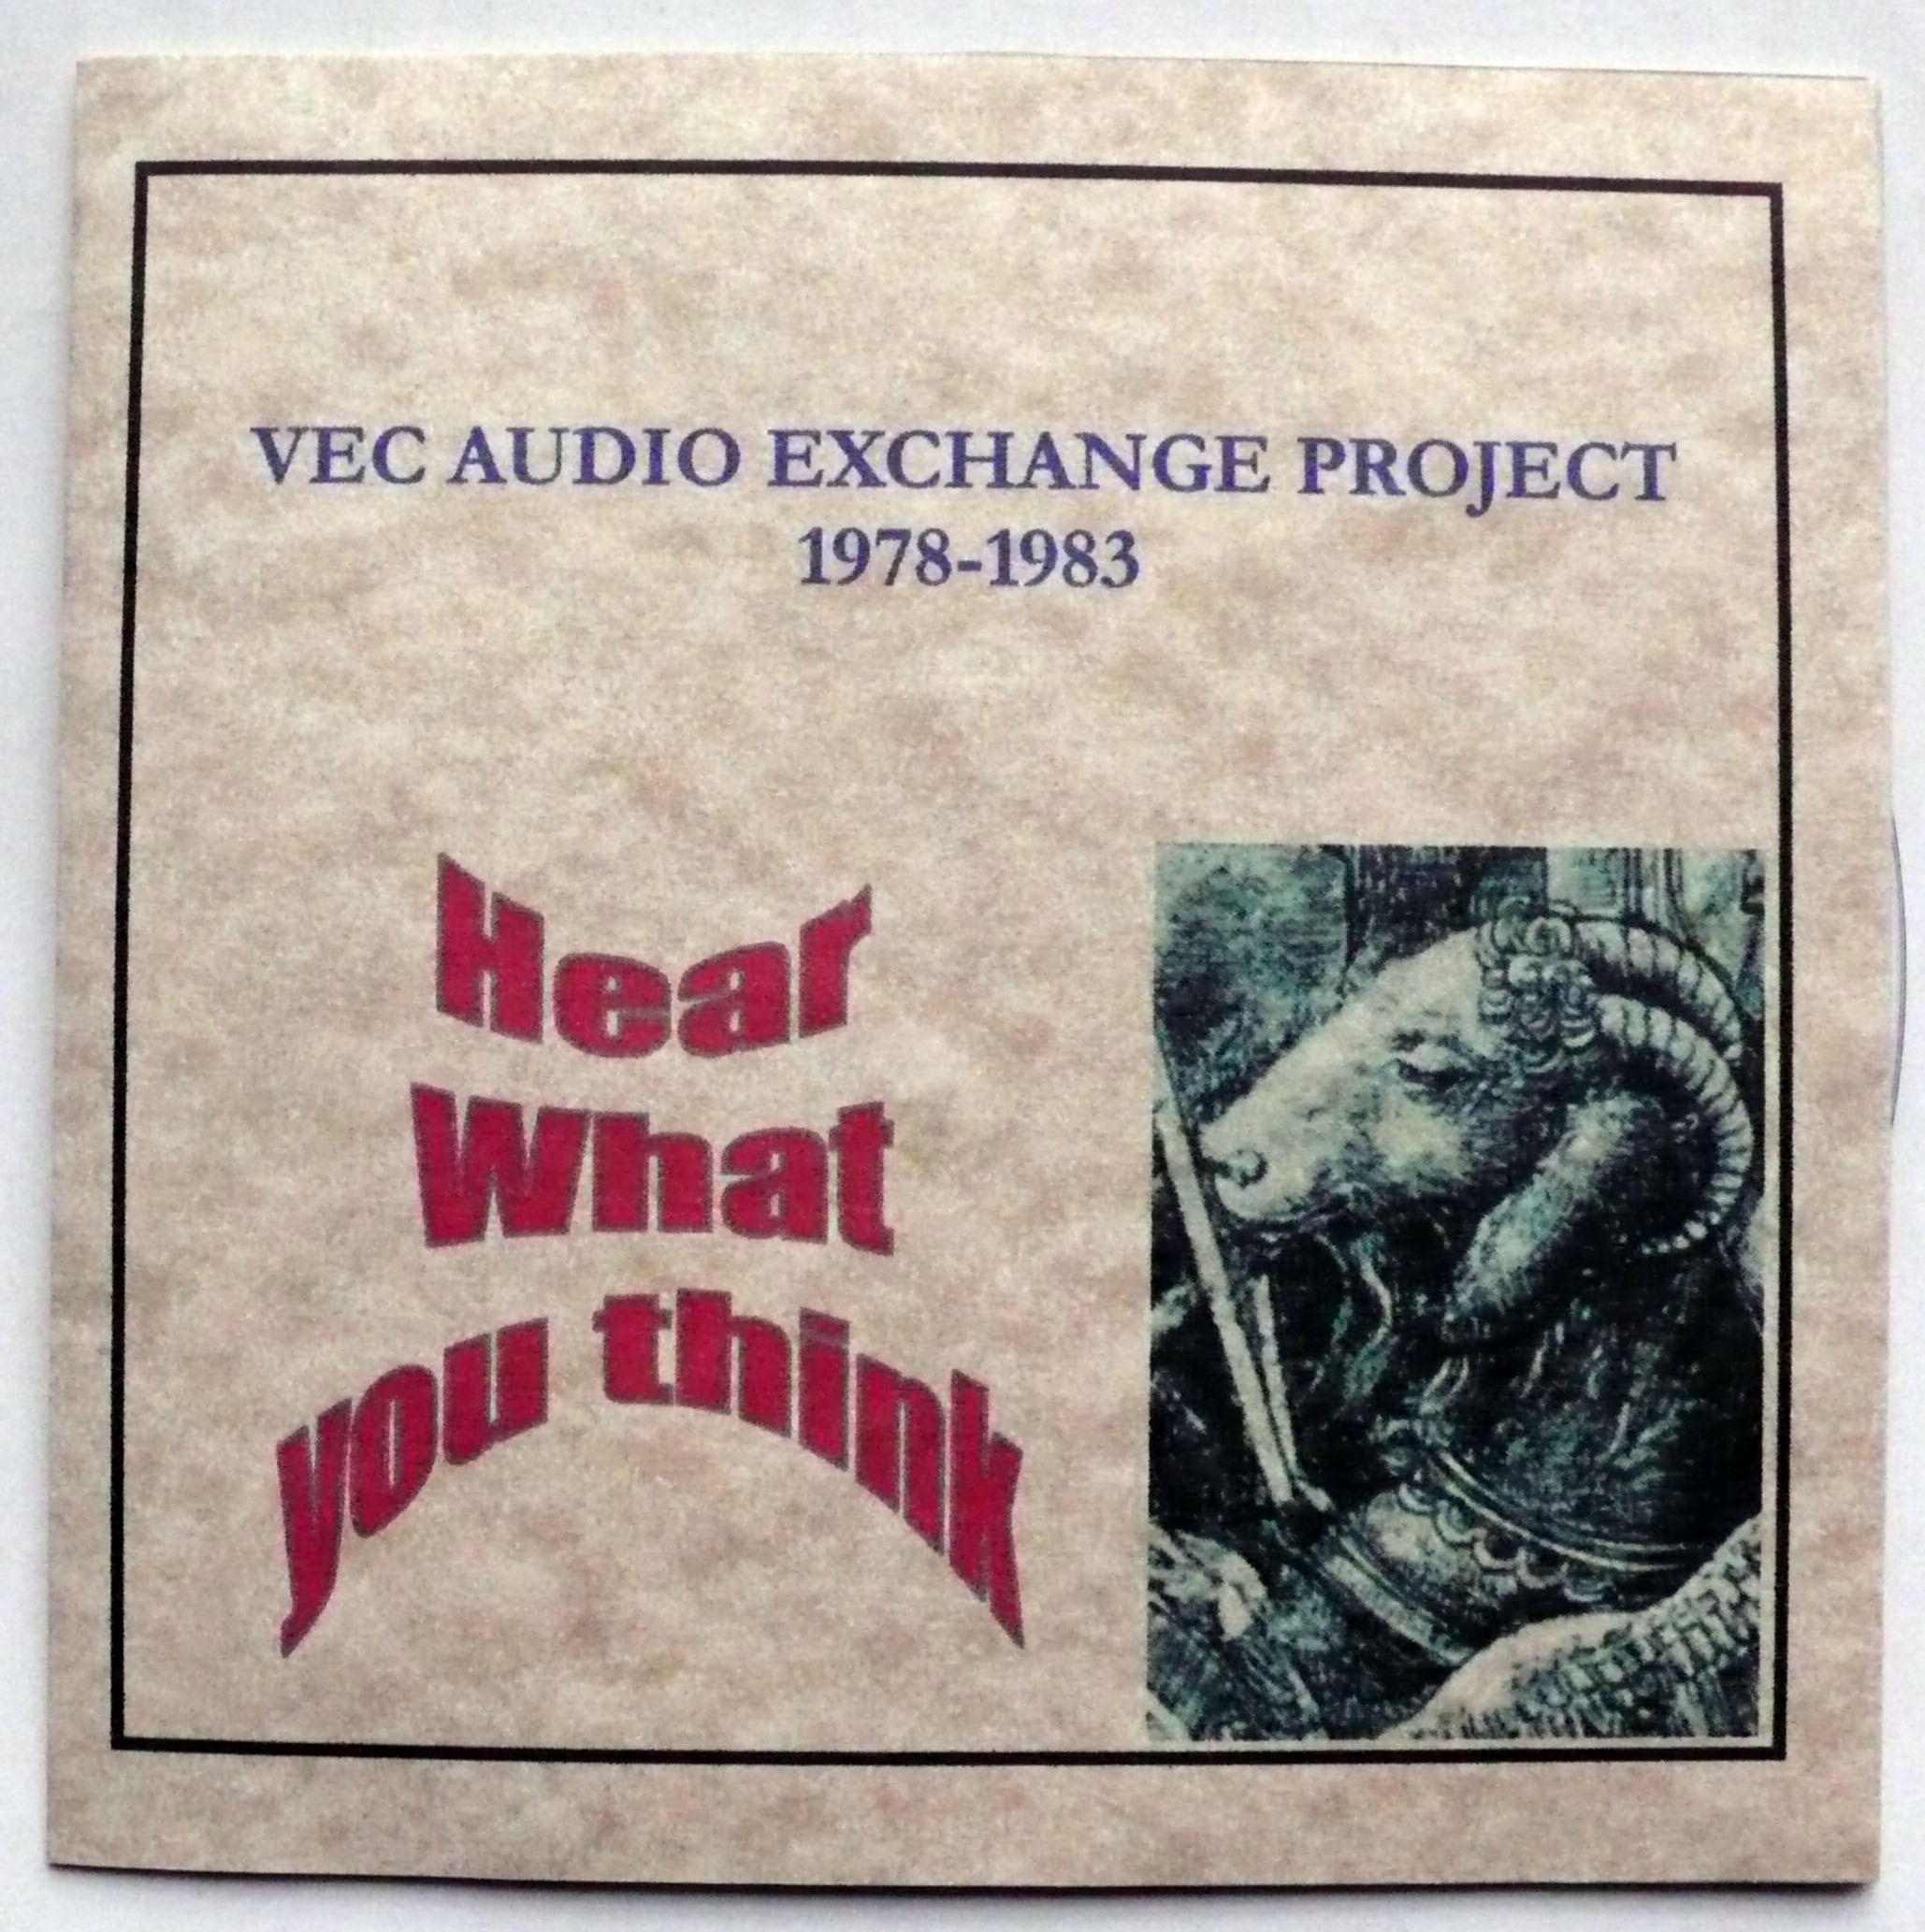 VEC AUDIO EXCHANGE PROJECT
1978-1983
Hear
What
you think